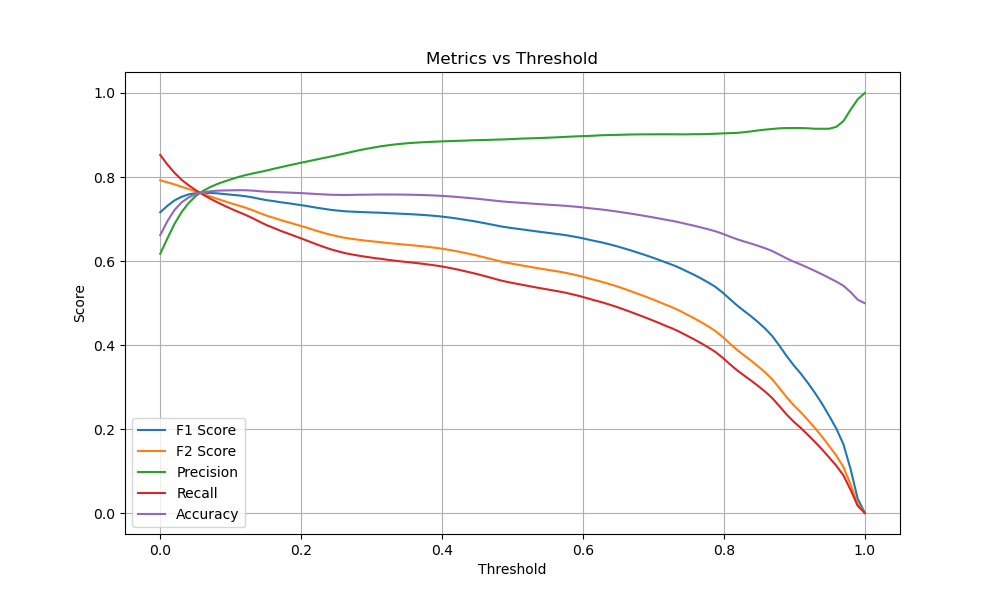 Metrics vs Threshold
Score
1.0
0.8
0.6
0.4
0.2
0.0
F1 Score
F2 Score
Precision
Recall
Accuracy
0.0 0.2 0.4 0.6 0.8 1.0
Threshold